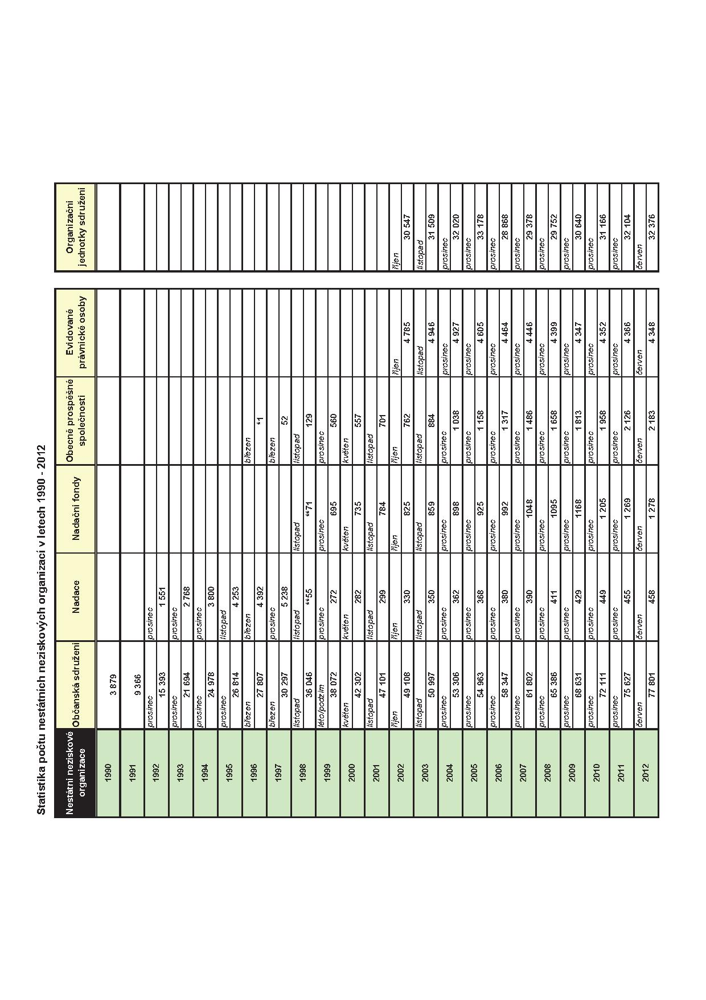 Statistika počtu nestátních neziskových organizací v letech 1990 - 2012
Nestátní neziskové organizace Občanská sdružení Nadace Nadační fondy Obecně prospěšné společnosti Evidované právnické osoby Organizační jednotky sdružení
1990 3 879
1991 9 366
1992 prosinec prosinec
15 393 1 551
1993 prosinec prosinec
21 694 2 768
1994 prosinec prosinec
24 978 3 800
1995 prosinec listopad
26 814 4 253
1996 březen březen březen
27 807 4 392 *1
1997 březen prosinec březen
30 297 5 238 52
1998 listopad listopad listopad listopad
36 046 **55 **71 129
1999 léto/podzim prosinec prosinec prosinec
38 072 272 695 560
2000 květen květen květen květen
42 302 282 735 557
2001 listopad listopad listopad listopad
47 101 299 784 701
2002 říjen říjen říjen říjen říjen říjen
49 108 330 825 762 4 785 30 547
2003 listopad listopad listopad listopad listopad listopad
50 997 350 859 884 4 946 31 509
2004 prosinec prosinec prosinec prosinec prosinec prosinec
53 306 362 898 1 038 4 927 32 020
2005 prosinec prosinec prosinec prosinec prosinec prosinec
54 963 368 925 1 158 4 605 33 178
2006 prosinec prosinec prosinec prosinec prosinec prosinec
58 347 380 992 1 317 4 464 28 868
2007 prosinec prosinec prosinec prosinec prosinec prosinec
61 802 390 1048 1 486 4 446 29 378
2008 prosinec prosinec prosinec prosinec prosinec prosinec
65 386 411 1095 1 658 4 399 29 752
2009 prosinec prosinec prosinec prosinec prosinec prosinec
68 631 429 1168 1 813 4 347 30 640
2010 prosinec prosinec prosinec prosinec prosinec prosinec
72 111 449 1 205 1 958 4 352 31 166
2011 prosinec prosinec prosinec prosinec prosinec prosinec
75 627 455 1 269 2 126 4 366 32 104
2012 červen červen červen červen červen červen
77 801 458 1 278 2 183 4 348 32 376